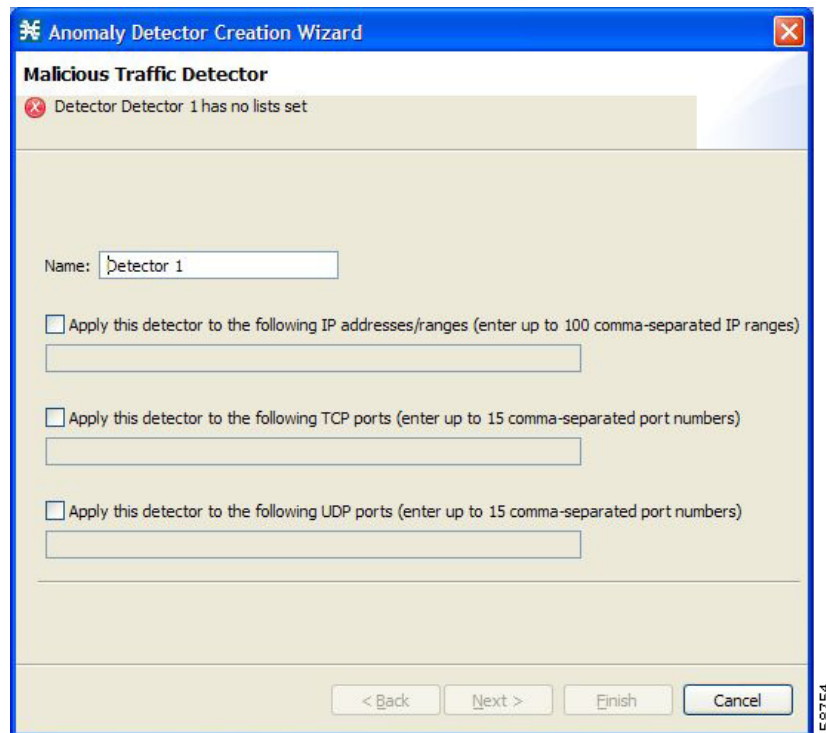 Anomaly Detector Creation Wizard
Malicious Traffic Detector
Detector Detector 1 has no lists set
Name: Detector 1
Apply this detector to the following IP addresses/ranges (enter up to 100 comma-separated IP ranges)
Apply this detector to the following TCP ports (enter up to 15 comma-separated port numbers)
Apply this detector to the following UDP ports (enter up to 15 comma-separated port numbers)
< Back Next > Finish Cancel